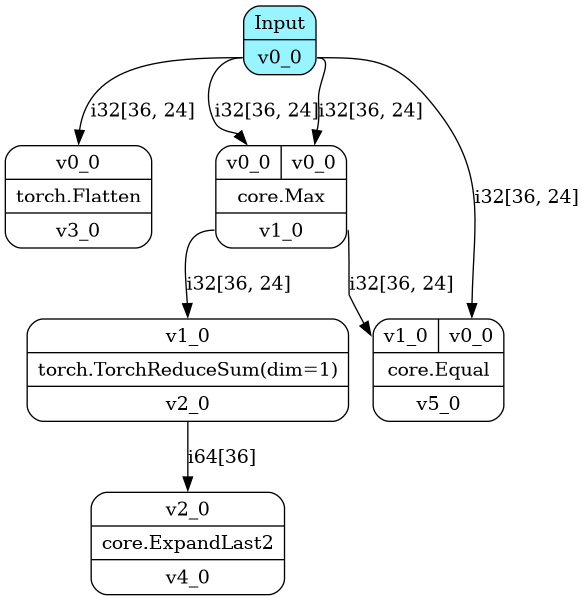 Input
v0_0
i32[36, 24]
i32[36, 24]
i32[36, 24]
i32[36, 24]
v0_0
torch.Flatten
v3_0
v0_0 v0_0
core.Max
v1_0
i32[36, 24]
i32[36, 24]
v1_0
torch.TorchReduceSum(dim=1)
v2_0
v1_0 v0_0
core.Equal
v5_0
i64[36]
v2_0
core.ExpandLast2
v4_0